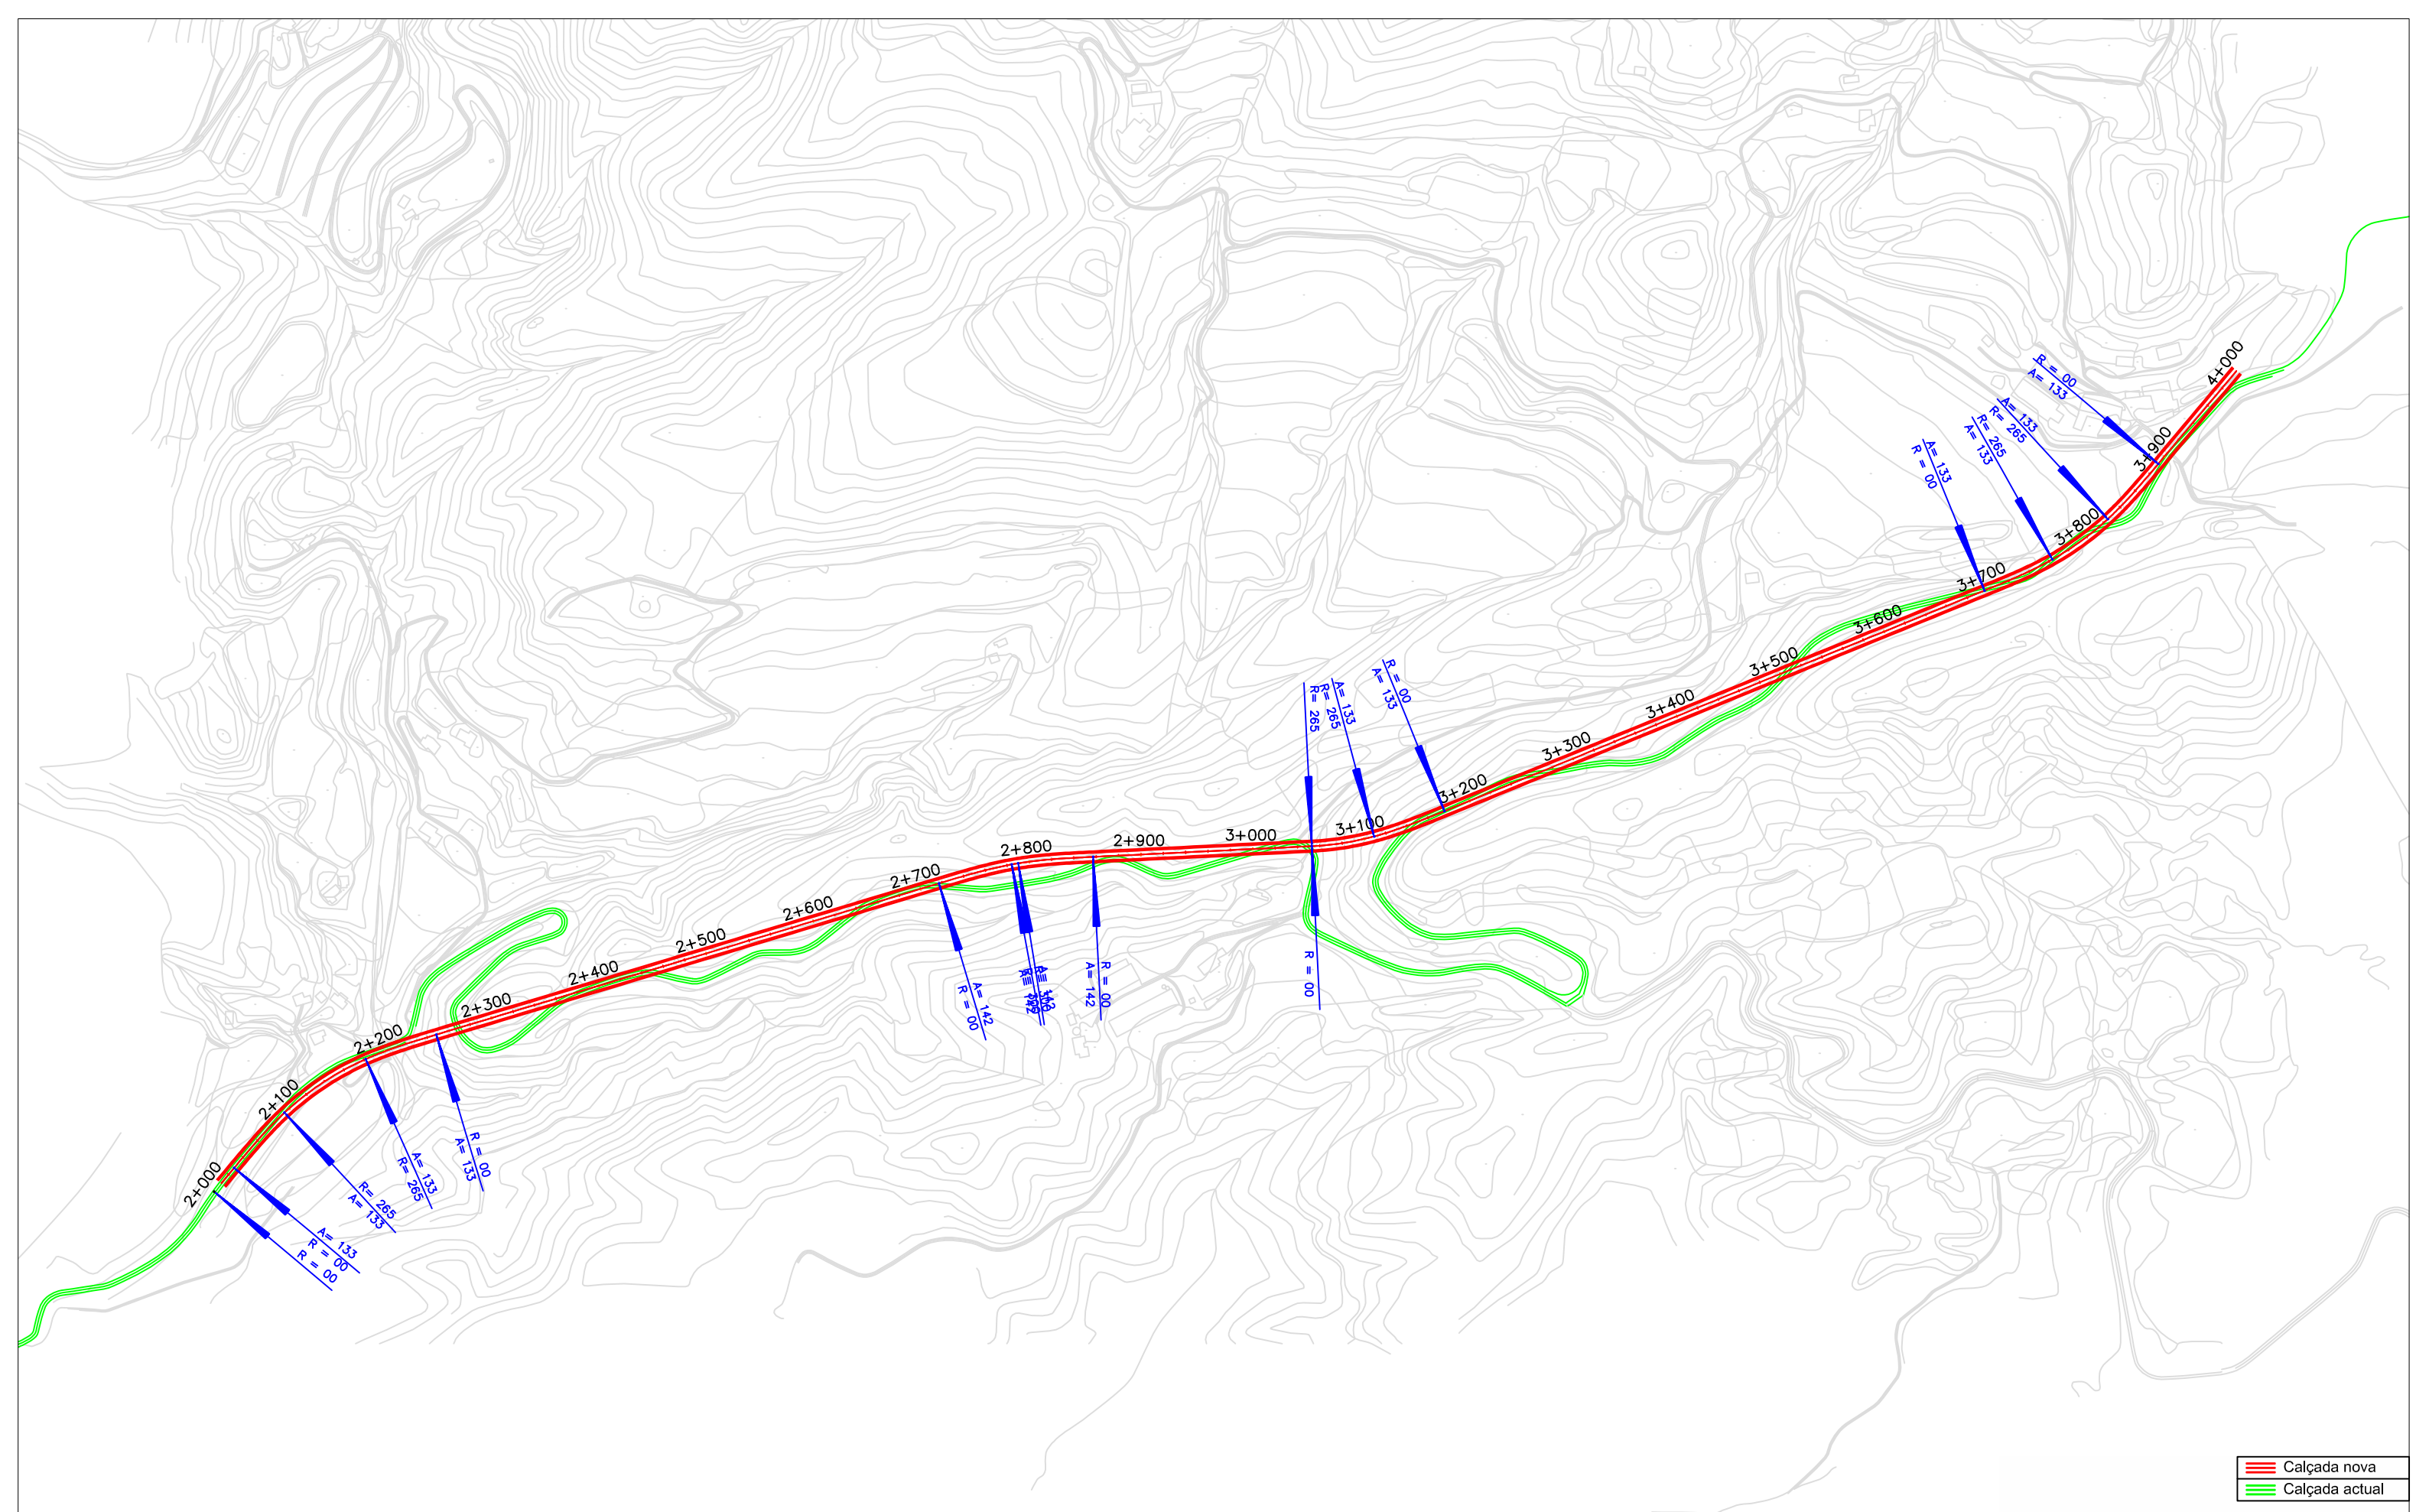 2+000
2+100
2+200
2+300
2+400
2+500
2+600
2+700
2+800
2+900
3+000
3+100
3+200
3+300
3+400
3+500
3+600
3+700
3+800
3+900
4+000
R = 00
A= 133
R = 00
R= 265
A= 133
A= 133
R= 265
R = 00
A= 133
A= 142
R = 00
A= 142
R = 00
A= 142
R= 265
R = 00
A= 133
R= 265
R = 00
A= 133
A= 133
R = 00
R= 265
A= 133
A= 133
R= 265
R = 00
A= 133
Calçada nova
Calçada actual